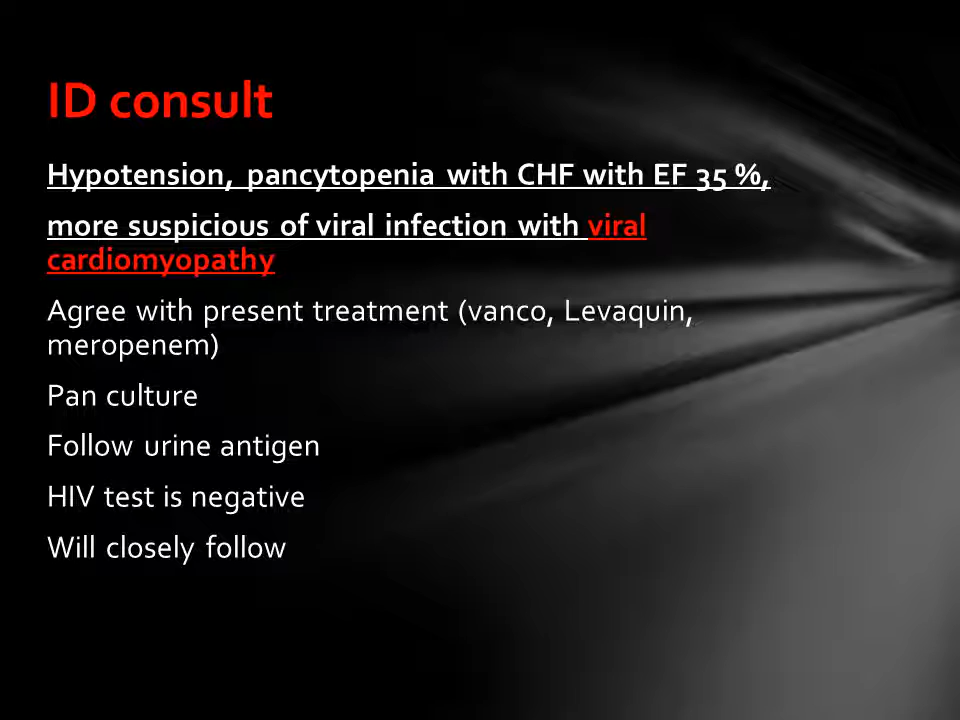 ID consult
Hypotension, pancytopenia with CHF with EF 35 %,
more suspicious of viral infection with viral
cardiomyopathy
Agree with present treatment (vanco, Levaquin,
meropenem)
Pan culture
Follow urine antigen
HIV test is negative
Will closely follow